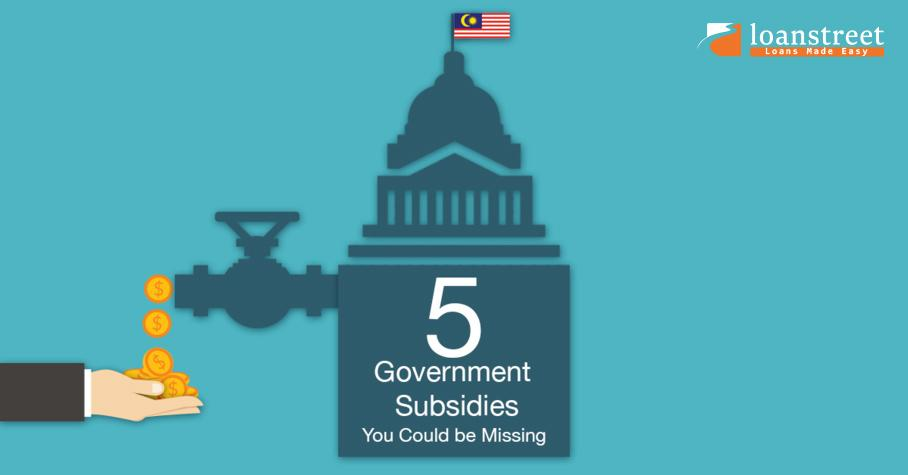 loanstreet
Loans Made Easy
5
Government
Subsidies
You Could be Missing